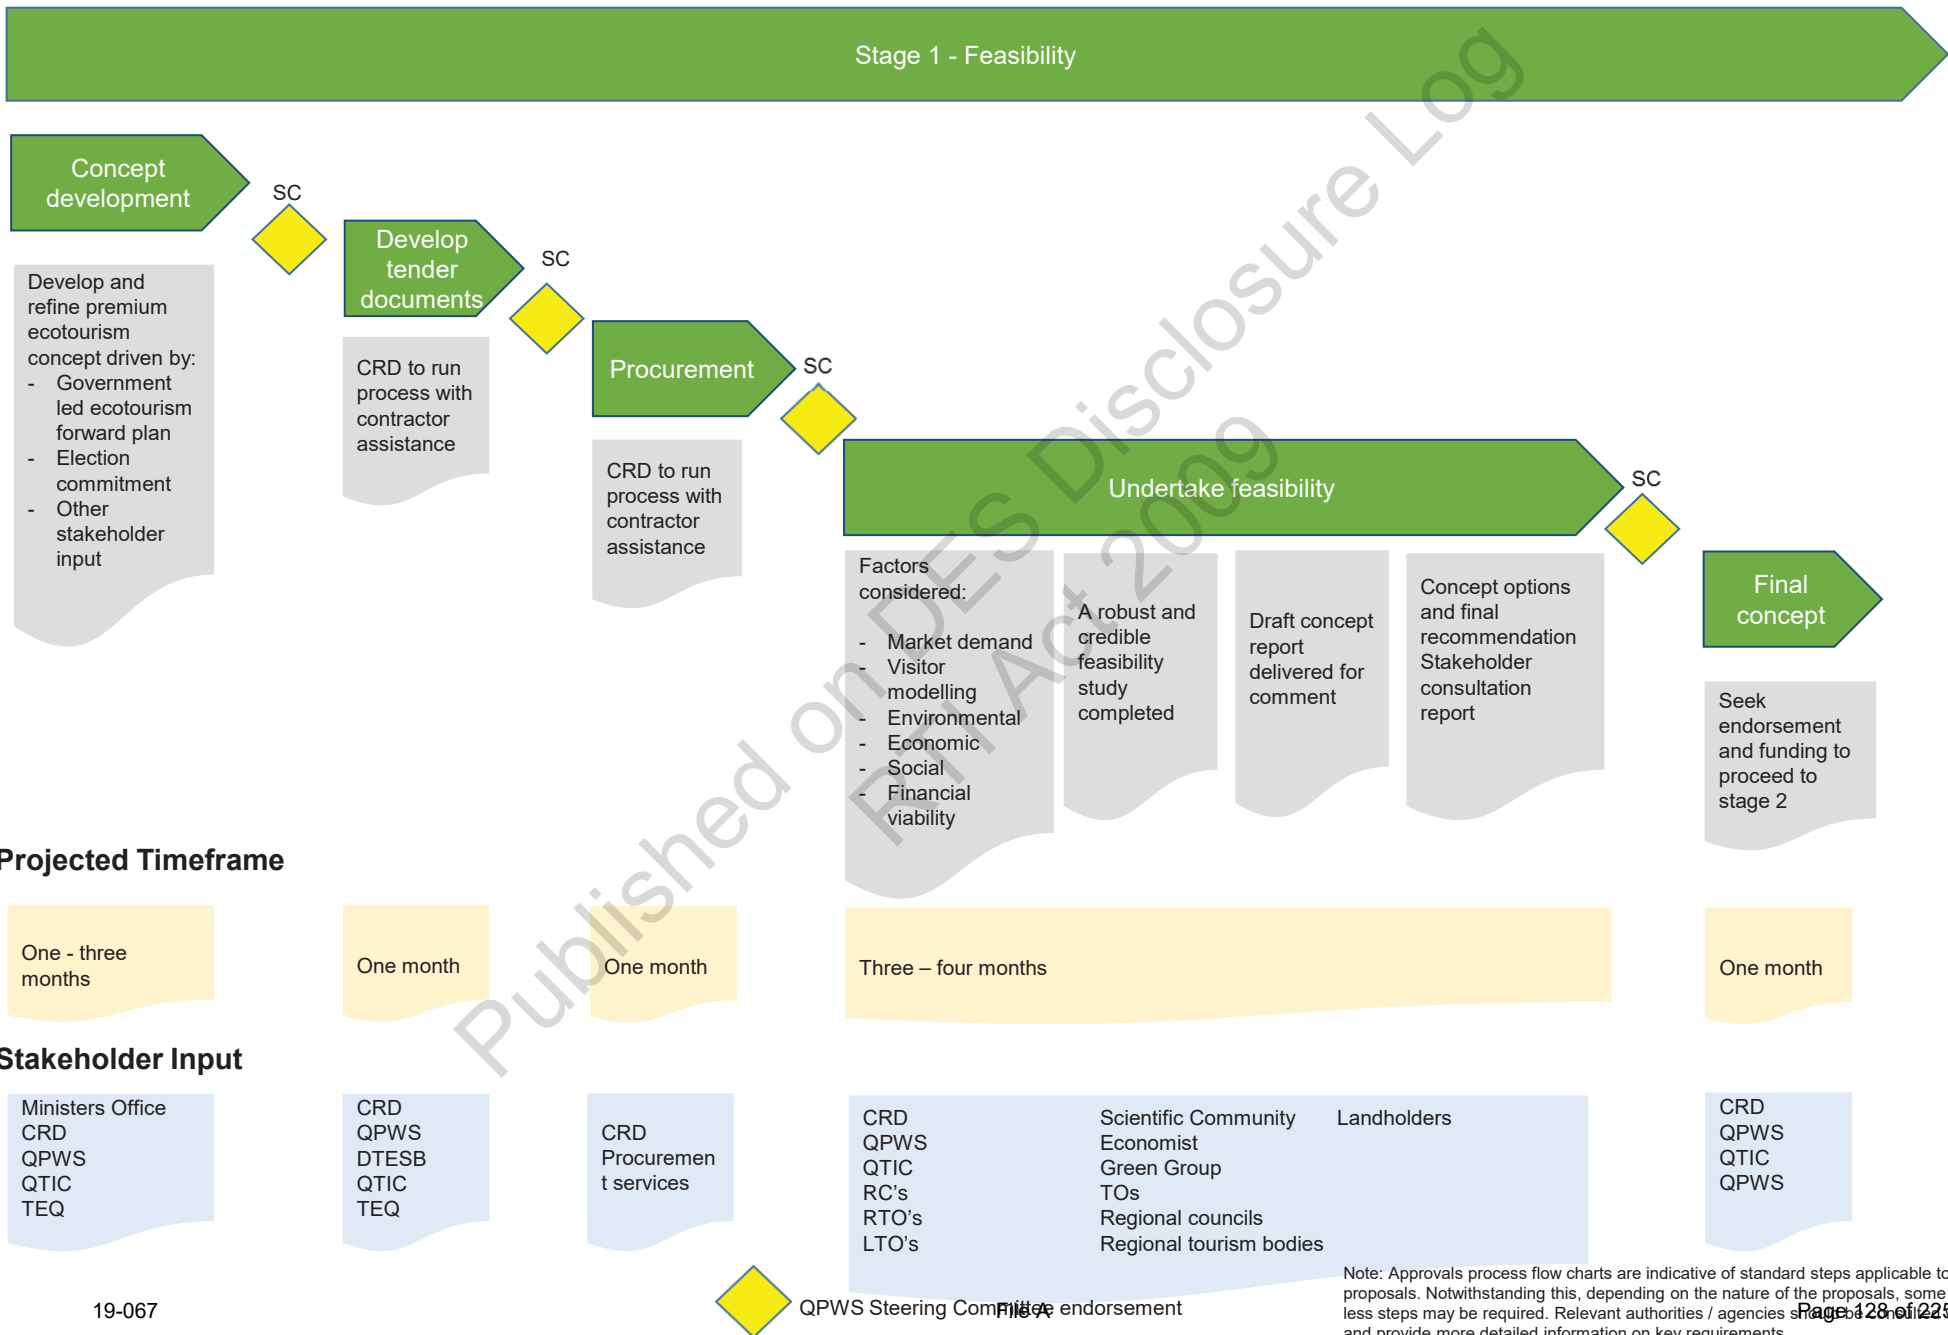 Stage 1 - Feasibility
Concept
development
SC
Develop
tender
documents
SC
Procurement
SC
Undertake feasibility
SC
Final
concept
Develop and
refine premium
ecotourism
concept driven by:
- Government
led ecotourism
forward plan
- Election
commitment
- Other
stakeholder
input
CRD to run
process with
contractor
assistance
CRD to run
process with
contractor
assistance
Factors
considered:
- Market demand
- Visitor
modelling
- Environmental
- Economic
- Social
- Financial
viability
A robust and
credible
feasibility
study
completed
Draft concept
report
delivered for
comment
Concept options
and final
recommendation
Stakeholder
consultation
report
Seek
endorsement
and funding to
proceed to
stage 2
Published on DES Disclosure Log
RTI Act 2009
Projected Timeframe
One - three
months
One month
One month
Three – four months
One month
Stakeholder Input
Ministers Office
CRD
QPWS
QTIC
TEQ
CRD
QPWS
DTESB
QTIC
TEQ
CRD
Procuremen
t services
CRD
QPWS
QTIC
RC's
RTO's
LTO's
Scientific Community
Economist
Green Group
TOs
Regional councils
Regional tourism bodies
Landholders
CRD
QPWS
QTIC
QPWS
QPWS Steering Committee endorsement
Note: Approvals process flow charts are indicative of standard steps applicable to
proposals. Notwithstanding this, depending on the nature of the proposals, some
less steps may be required. Relevant authorities / agencies should be consulted
and provide more detailed information on key requirements
19-067
File A
Page 128 of 225